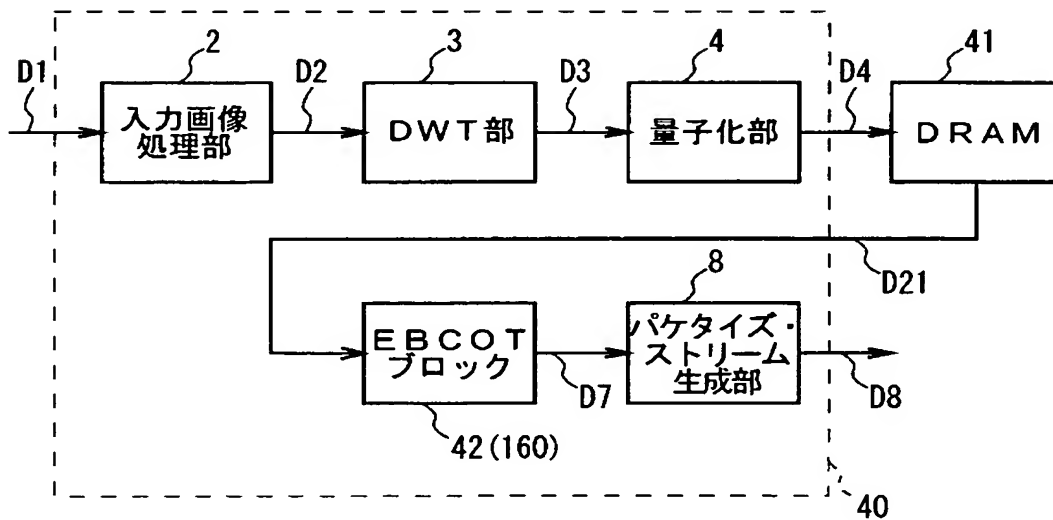 2
3
4
41
D1
D2
D3
D4
入力画像
処理部
DWT部
量子化部
DRAM
D21
8
EBCOT
ブロック
パケタイズ・
ストリーム
生成部
D7
D8
42(160)
40